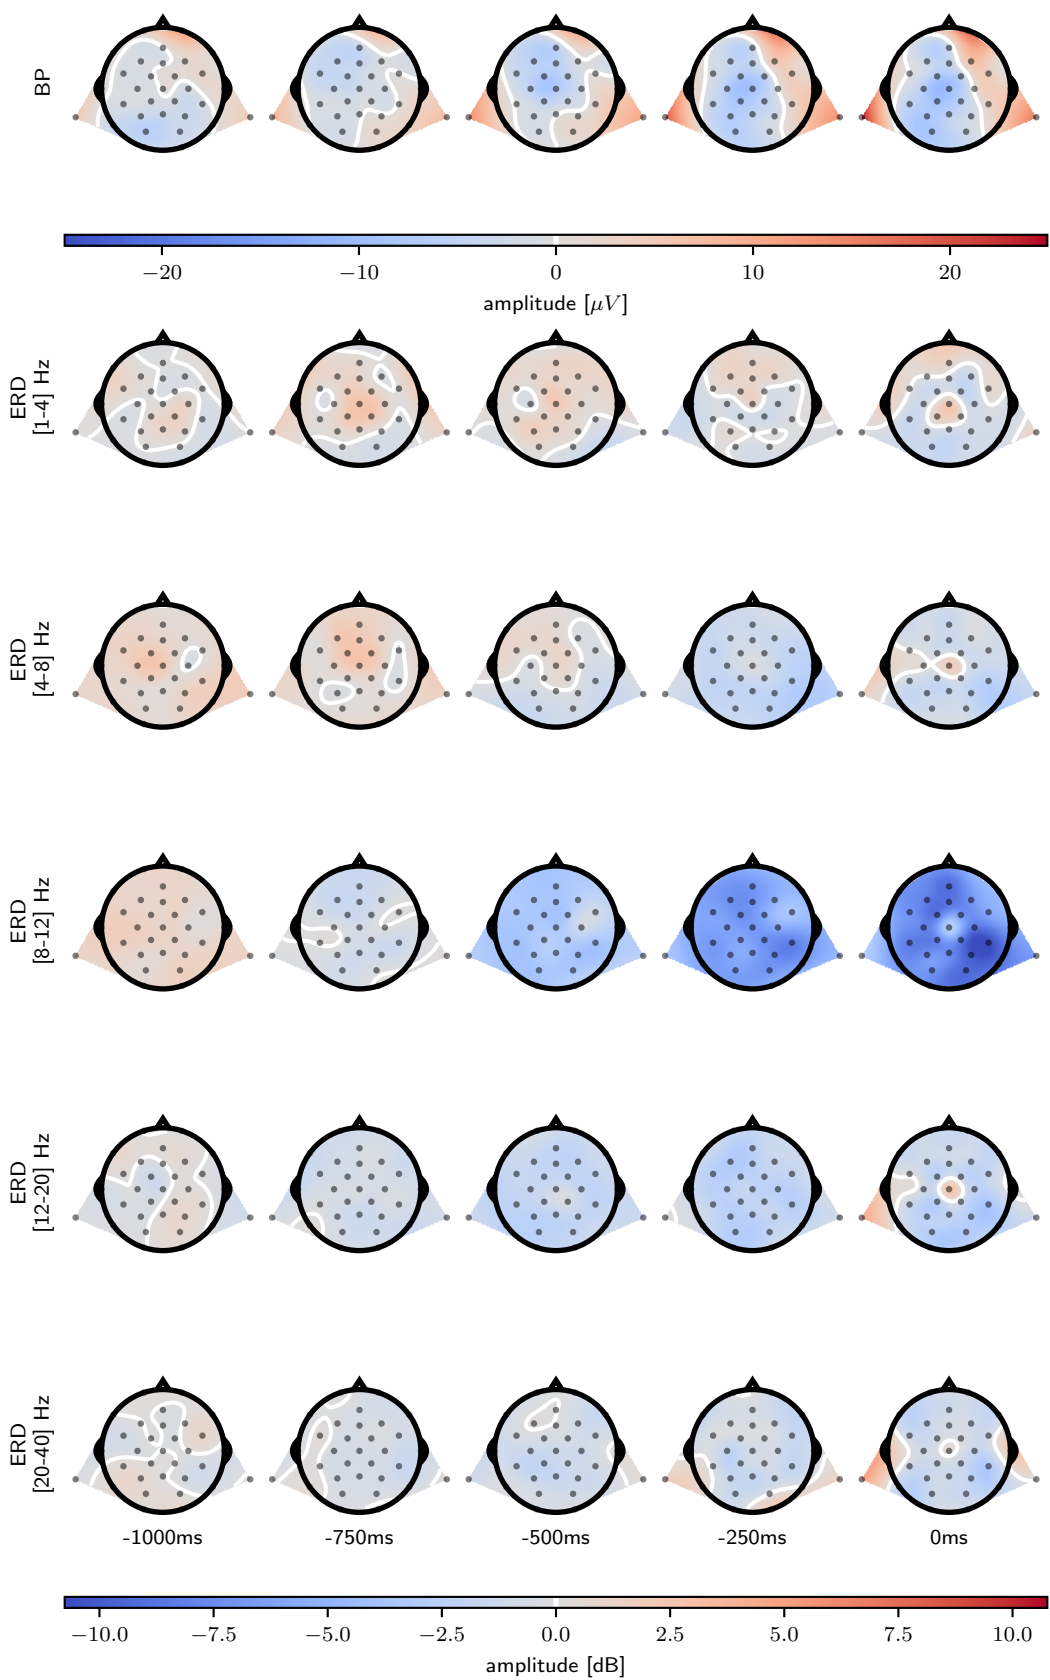 BP
−20 −10 0 10 20
amplitude [μV]
ERD
[1–4] Hz
ERD
[4–8] Hz
ERD
[8-12] Hz
ERD
[12-20] Hz
ERD
[20-40] Hz
-1000ms -750ms -500ms -250ms 0ms
−10.0 −7.5 −5.0 −2.5 0.0 2.5 5.0 7.5 10.0
amplitude [dB]